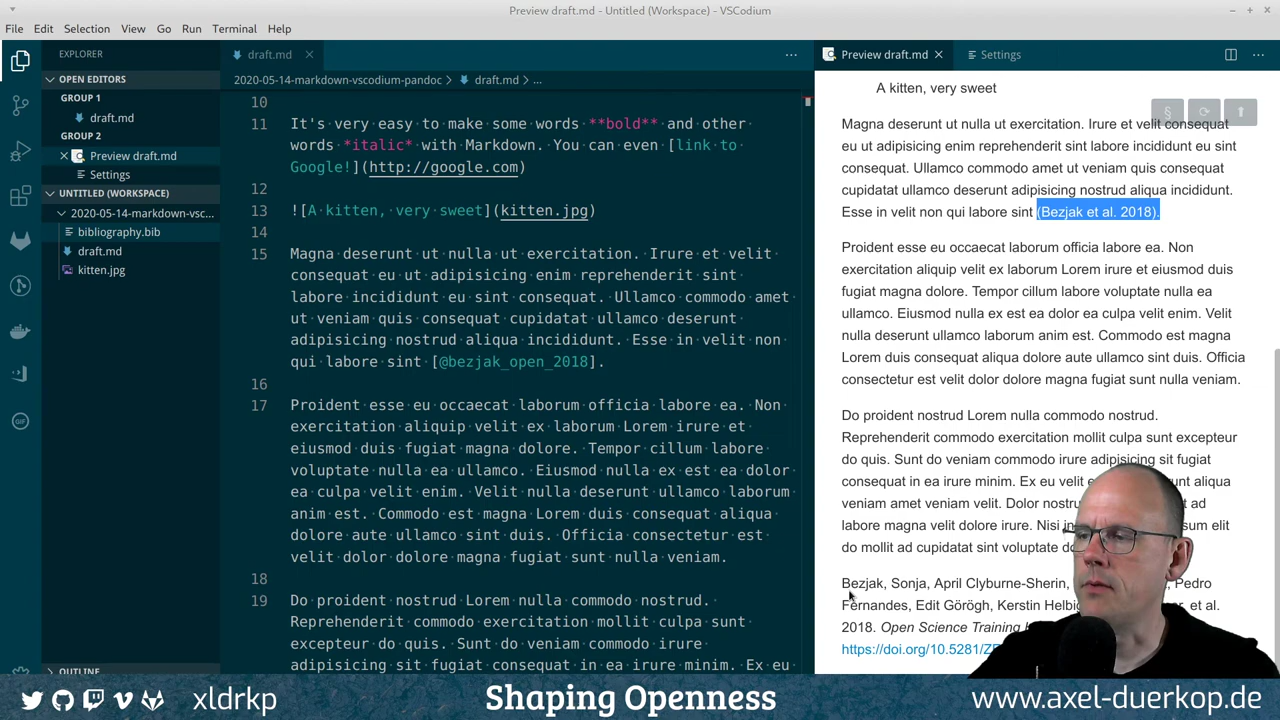 Preview draft.md - Untitled (Workspace) - VSCodium
File Edit Selection View Go Run Terminal Help
EXPLORER
OPEN EDITORS
GROUP 1
draft.md
GROUP 2
Preview draft.md
Settings
UNTITLED (WORKSPACE)
2020-05-14-markdown-vsc...
bibliography.bib
draft.md
kitten.jpg
OUTLINE
draft.md
2020-05-14-markdown-vscodium-pandoc > draft.md > ...
10
11 It's very easy to make some words **bold** and other
words *italic* with Markdown. You can even [link to
Google!](http://google.com)
12
13 ![A kitten, very sweet](kitten.jpg)
14
15 Magna deserunt ut nulla ut exercitation. Irure et velit
consequat eu ut adipisicing enim reprehenderit sint
labore incididunt eu sint consequat. Ullamco commodo amet
ut veniam quis consequat cupidatat ullamco deserunt
adipisicing nostrud aliqua incididunt. Esse in velit non
qui labore sint [@bezjak_open_2018].
16
17 Proident esse eu occaecat laborum officia labore ea. Non
exercitation aliquip velit ex laborum Lorem irure et
eiusmod duis fugiat magna dolore. Tempor cillum labore
voluptate nulla ea ullamco. Eiusmod nulla ex est ea dolor
ea culpa velit enim. Velit nulla deserunt ullamco laborum
anim est. Commodo est magna Lorem duis consequat aliqua
dolore aute ullamco sint duis. Officia consectetur est
velit dolor dolore magna fugiat sunt nulla veniam.
18
19 Do proident nostrud Lorem nulla commodo nostrud.
Reprehenderit commodo exercitation mollit culpa sunt
excepteur do quis. Sunt do veniam commodo irure
adipisicing sit fugiat consequat in ea irure minim. Ex eu
Preview draft.md
Settings
A kitten, very sweet
Magna deserunt ut nulla ut exercitation. Irure et velit consequat
eu ut adipisicing enim reprehenderit sint labore incididunt eu sint
consequat. Ullamco commodo amet ut veniam quis consequat
cupidatat ullamco deserunt adipisicing nostrud aliqua incididunt.
Esse in velit non qui labore sint (Bezjak et al. 2018).
Proident esse eu occaecat laborum officia labore ea. Non
exercitation aliquip velit ex laborum Lorem irure et eiusmod duis
fugiat magna dolore. Tempor cillum labore voluptate nulla ea
ullamco. Eiusmod nulla ex est ea dolor ea culpa velit enim. Velit
nulla deserunt ullamco laborum anim est. Commodo est magna
Lorem duis consequat aliqua dolore aute ullamco sint duis. Officia
consectetur est velit dolor dolore magna fugiat sunt nulla veniam.
Do proident nostrud Lorem nulla commodo nostrud.
Reprehenderit commodo exercitation mollit culpa sunt excepteur
do quis. Sunt do veniam commodo irure adipisicing sit fugiat
consequat in ea irure minim. Ex eu velit aliqua
veniam amet veniam velit. Dolor ad
labore magna velit dolore irure. Nisi elit
do mollit ad cupidatat sint voluptate
Bezjak, Sonja, April Clyburne-Sherin, Pedro
Fernandes, Edit Görögh, Kerstin et al.
2018. Open Science Training
https://doi.org/10.5281/
xldrkp Shaping Openness www.axel-duerkop.de